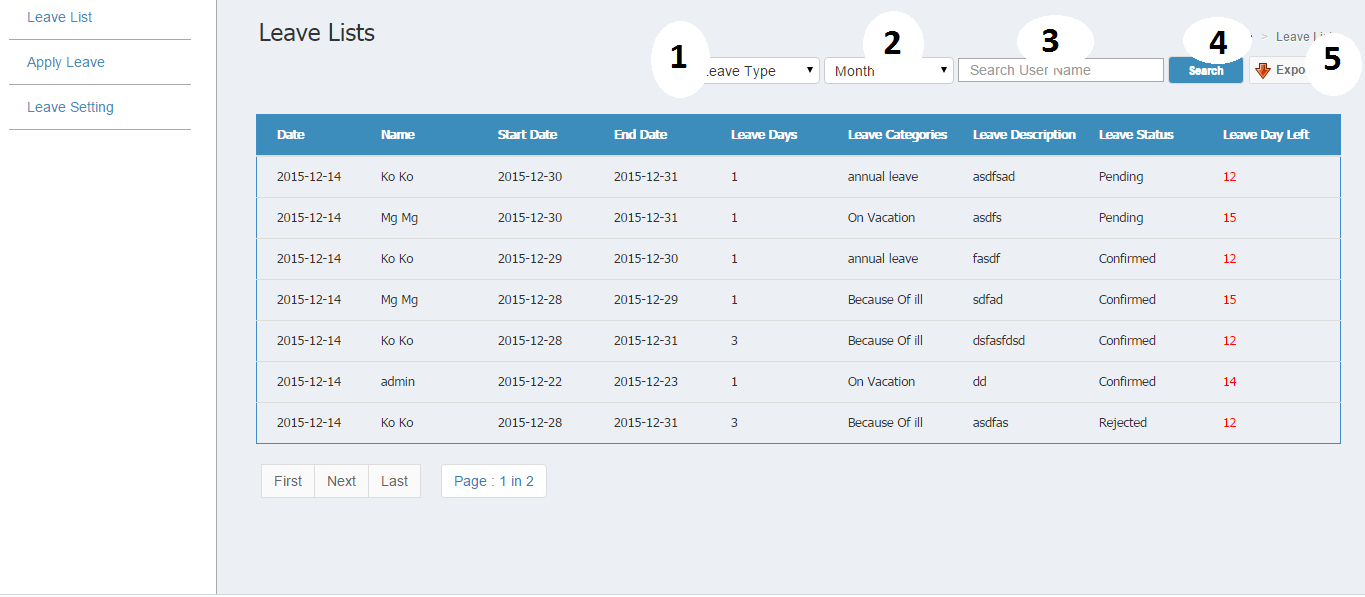 Leave List
Apply Leave
Leave Setting
Leave Lists
> Leave
1 Leave Type 2 Month 3 Search User Name 4 Search 5
Date Name Start Date End Date Leave Days Leave Categories Leave Description Leave Status Leave Day Left
2015-12-14 Ko Ko 2015-12-30 2015-12-31 1 annual leave asdfsad Pending 12
2015-12-14 Mg Mg 2015-12-30 2015-12-31 1 On Vacation asdfs Pending 15
2015-12-14 Ko Ko 2015-12-29 2015-12-30 1 annual leave fasdf Confirmed 12
2015-12-14 Mg Mg 2015-12-28 2015-12-29 1 Because Of ill sdfad Confirmed 15
2015-12-14 Ko Ko 2015-12-28 2015-12-31 3 Because Of ill dsfasfdsd Confirmed 12
2015-12-14 admin 2015-12-22 2015-12-23 1 On Vacation dd Confirmed 14
2015-12-14 Ko Ko 2015-12-28 2015-12-31 3 Because Of ill asdfas Rejected 12
First Next Last Page : 1 in 2